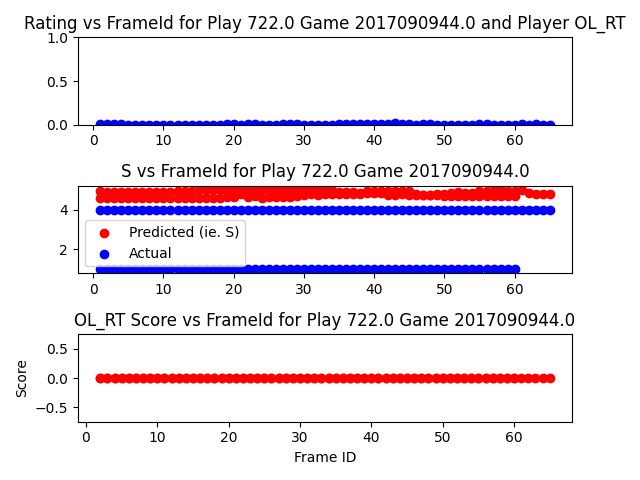 Rating vs FrameId for Play 722.0 Game 2017090944.0 and Player OL_RT
1.0
0.5
0.0
0 10 20 30 40 50 60
S vs FrameId for Play 722.0 Game 2017090944.0
4
2
Predicted (ie. S)
Actual
0 10 20 30 40 50 60
OL_RT Score vs FrameId for Play 722.0 Game 2017090944.0
Score
0.5
0.0
−0.5
0 10 20 30 40 50 60
Frame ID